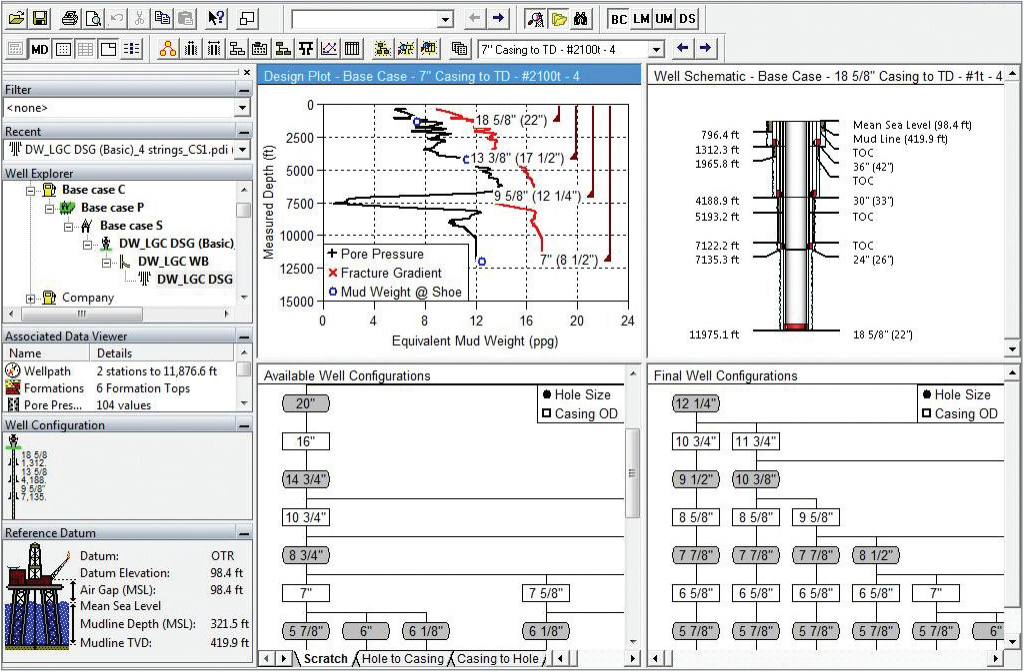 BC LM UM DS
MD
7" Casing to TD - #2100t - 4
Filter
<none>
Recent
DW_LGC DSG (Basic)_4 strings_CS1.pdi (
Well Explorer
Base case C
Base case P
Base case S
DW_LGC DSG (Basic)
DW_LGC WB
DW_LGC DSG
Company
Associated Data Viewer
Name Details
Wellpath 2 stations to 11,876.6 ft
Formations 6 Formation Tops
Pore Pres... 104 values
Well Configuration
18 5/8
1,312.
13 5/8
4,188.
9 5/8"
7,135.
Reference Datum
Datum: OTR
Datum Elevation: 98.4 ft
Air Gap (MSL): 98.4 ft
Mean Sea Level
Mudline Depth (MSL): 321.5 ft
Mudline TVD: 419.9 ft
Design Plot - Base Case - 7" Casing to TD - #2100t - 4
Measured Depth (ft)
0
2500
5000
7500
10000
12500
15000
18 5/8" (22")
13 3/8" (17 1/2")
9 5/8" (12 1/4")
7" (8 1/2")
Pore Pressure
Fracture Gradient
Mud Weight @ Shoe
0 4 8 12 16 20 24
Equivalent Mud Weight (ppg)
Well Schematic - Base Case - 18 5/8" Casing to TD - #1t - 4
Mean Sea Level (98.4 ft)
796.4 ft Mud Line (419.9 ft)
1312.3 ft TOC
1965.8 ft 36" (42")
TOC
4188.9 ft 30" (33")
5193.2 ft TOC
7122.2 ft TOC
7135.3 ft 24" (26")
11975.1 ft 18 5/8" (22")
Available Well Configurations
Hole Size
Casing OD
20"
16"
14 3/4"
10 3/4"
8 3/4"
7" 7 5/8"
5 7/8" 6" 6 1/8" 6 1/8"
Scratch Hole to Casing Casing to Hole
Final Well Configurations
Hole Size
Casing OD
12 1/4"
10 3/4" 11 3/4"
9 1/2" 10 3/8"
8 5/8" 8 5/8" 9 5/8"
7 7/8" 7 7/8" 7 7/8" 8 1/2"
6 5/8" 6 5/8" 6 5/8" 6 5/8" 7"
5 7/8" 5 7/8" 5 7/8" 5 7/8" 5 7/8" 6"